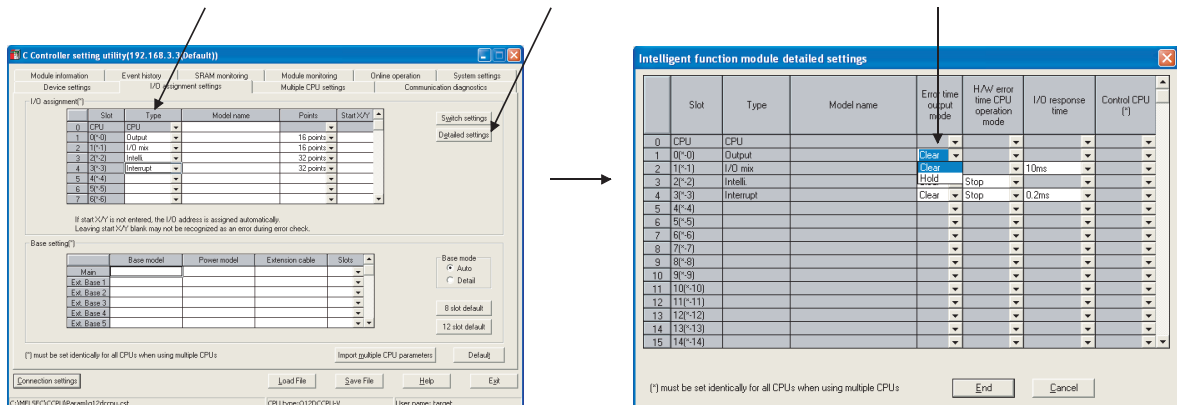 C Controller setting utility(192.168.3.3(Default))
Module information Event history SRAM monitoring Module monitoring Online operation System settings
Device settings I/O assignment settings Multiple CPU settings Communication diagnostics
I/O assignment(*)
Slot Type Model name Points Start X/Y
0 CPU CPU
1 0(*-0) Output 16 points
2 1(*-1) I/O mix 16 points
3 2(*-2) Intelli. 32 points
4 3(*-3) Interrupt 32 points
5 4(*-4)
6 5(*-5)
7 6(*-6)
Switch settings
Detailed settings
If start X/Y is not entered, the I/O address is assigned automatically.
Leaving start X/Y blank may not be recognized as an error during error check.
Base setting(*)
Base model Power model Extension cable Slots
Main
Ext. Base 1
Ext. Base 2
Ext. Base 3
Ext. Base 4
Ext. Base 5
Base mode
Auto
Detail
8 slot default
12 slot default
(*) must be set identically for all CPUs when using multiple CPUs
Import multiple CPU parameters Default
Connection settings Load File Save File Help Exit
C:\MELSEC\CCPU\Param\q12dccpu.cst CPU type:Q12DCCPU-V User name: target
Intelligent function module detailed settings
Slot Type Model name Error time output mode H/W error time CPU operation mode I/O response time Control CPU (*)
0 CPU CPU
1 0(*-0) Output Clear
2 1(*-1) I/O mix Clear 10ms
3 2(*-2) Intelli. Hold Stop
4 3(*-3) Interrupt Clear Stop 0.2ms
5 4(*-4)
6 5(*-5)
7 6(*-6)
8 7(*-7)
9 8(*-8)
10 9(*-9)
11 10(*-10)
12 11(*-11)
13 12(*-12)
14 13(*-13)
15 14(*-14)
(*) must be set identically for all CPUs when using multiple CPUs
End Cancel